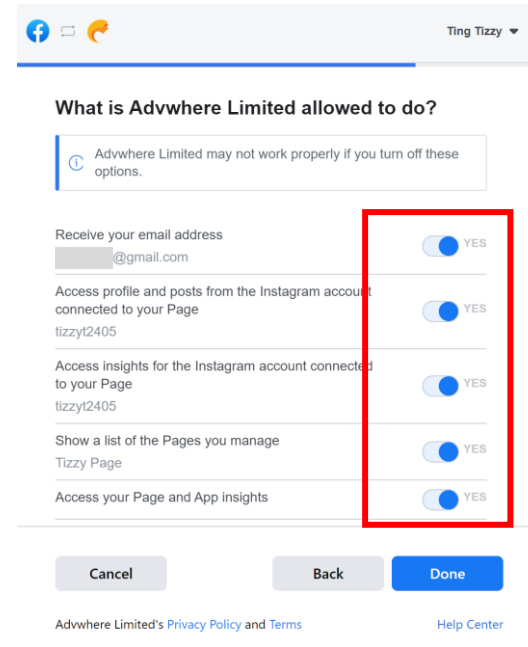 Ting Tizzy
What is Advwhere Limited allowed to do?
Advwhere Limited may not work properly if you turn off these
options.
Receive your email address
@gmail.com
YES
Access profile and posts from the Instagram account
connected to your Page
tizzyt2405
YES
Access insights for the Instagram account connected
to your Page
tizzyt2405
YES
Show a list of the Pages you manage
Tizzy Page
YES
Access your Page and App insights
YES
Cancel
Back
Done
Advwhere Limited's Privacy Policy and Terms
Help Center